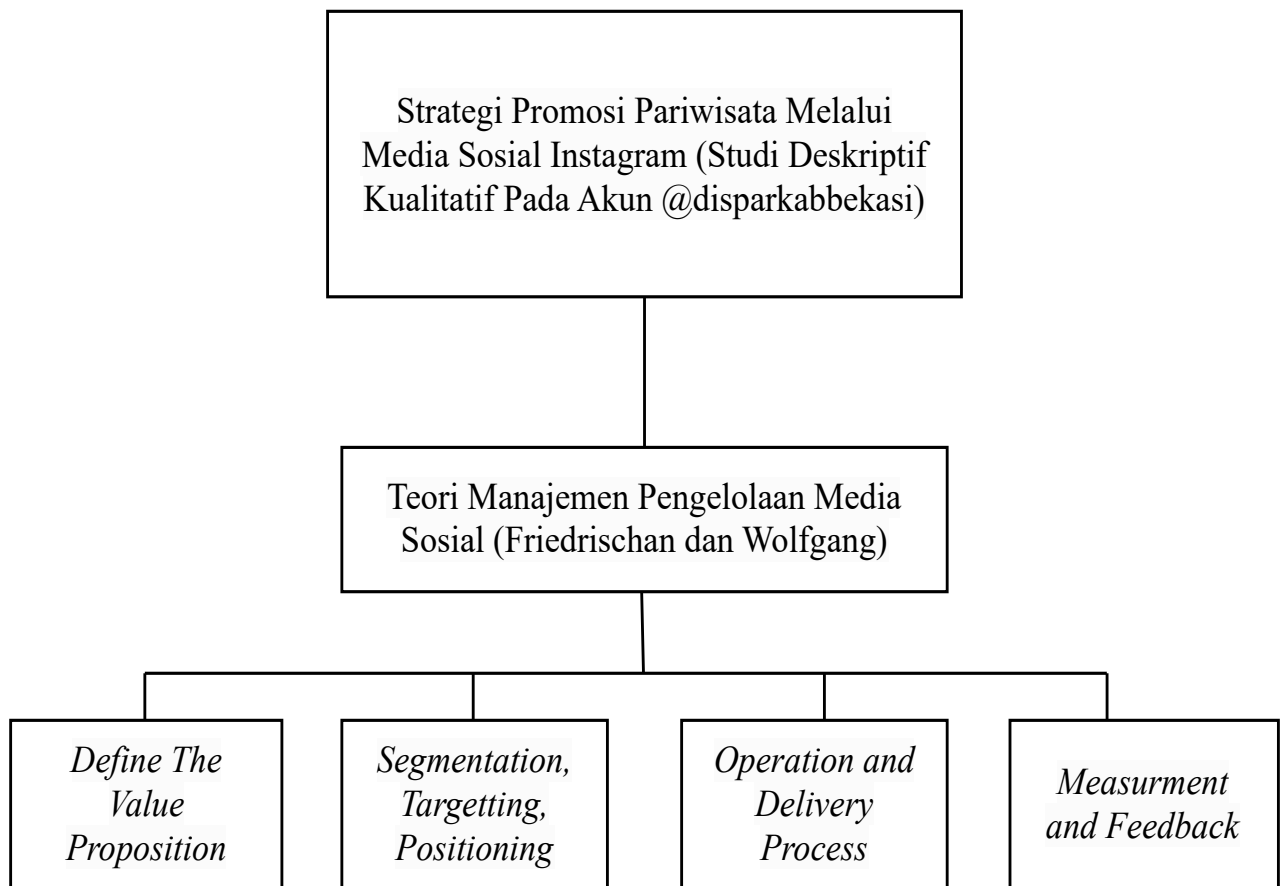 Strategi Promosi Pariwisata Melalui
Media Sosial Instagram (Studi Deskriptif
Kualitatif Pada Akun @disparkabbekasi)
Teori Manajemen Pengelolaan Media
Sosial (Friedrischan dan Wolfgang)
Define The
Value
Proposition
Segmentation,
Targetting,
Positioning
Operation and
Delivery
Process
Measurment
and Feedback